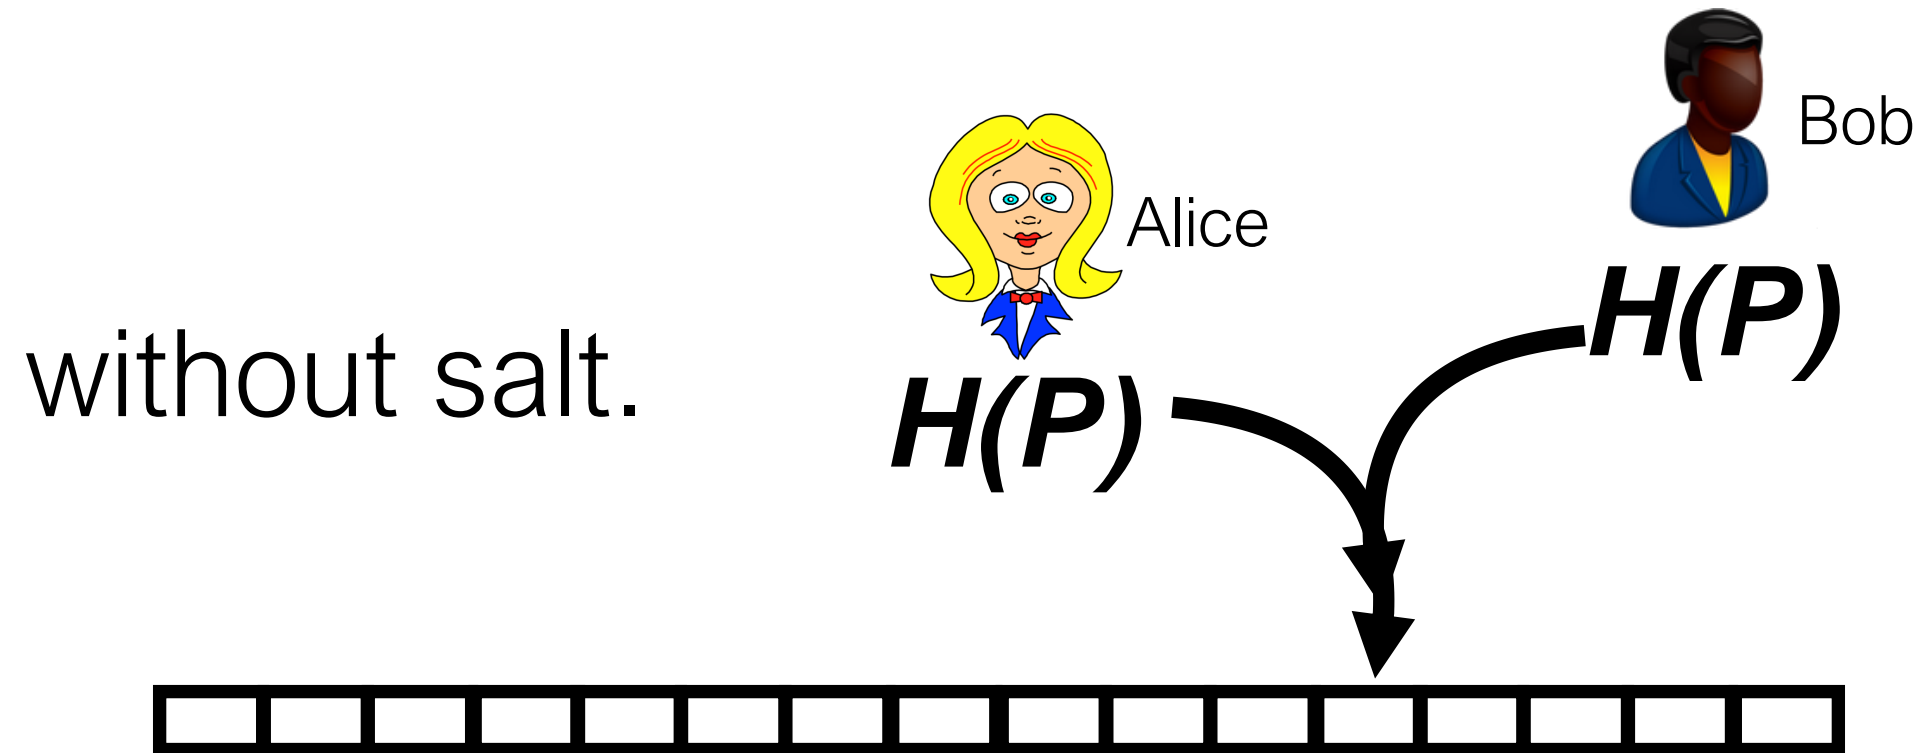 Bob
Alice
H(P)
without salt.
H(P)